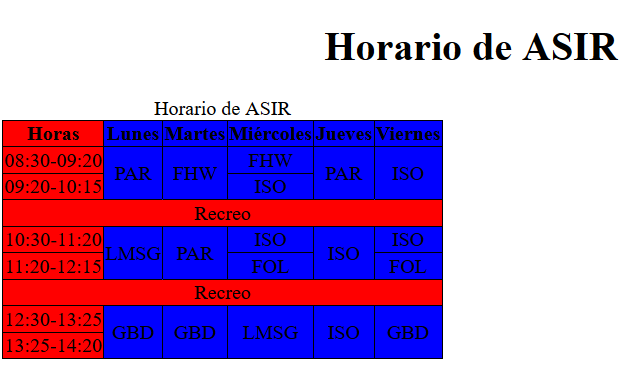 Horario de ASIR
Horario de ASIR
Horas Lunes Martes Miércoles Jueves Viernes
08:30-09:20 PAR FHW FHW PAR ISO
09:20-10:15 ISO
Recreo
10:30-11:20 LMSG PAR ISO ISO ISO
11:20-12:15 FOL FOL
Recreo
12:30-13:25 GBD GBD LMSG ISO GBD
13:25-14:20